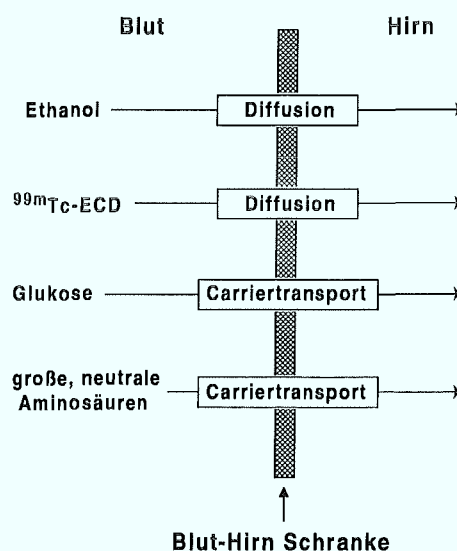 Blut Hirn
Ethanol Diffusion
99mTc-ECD Diffusion
Glukose Carriertransport
große, neutrale
Aminosäuren Carriertransport
Blut-Hirn Schranke